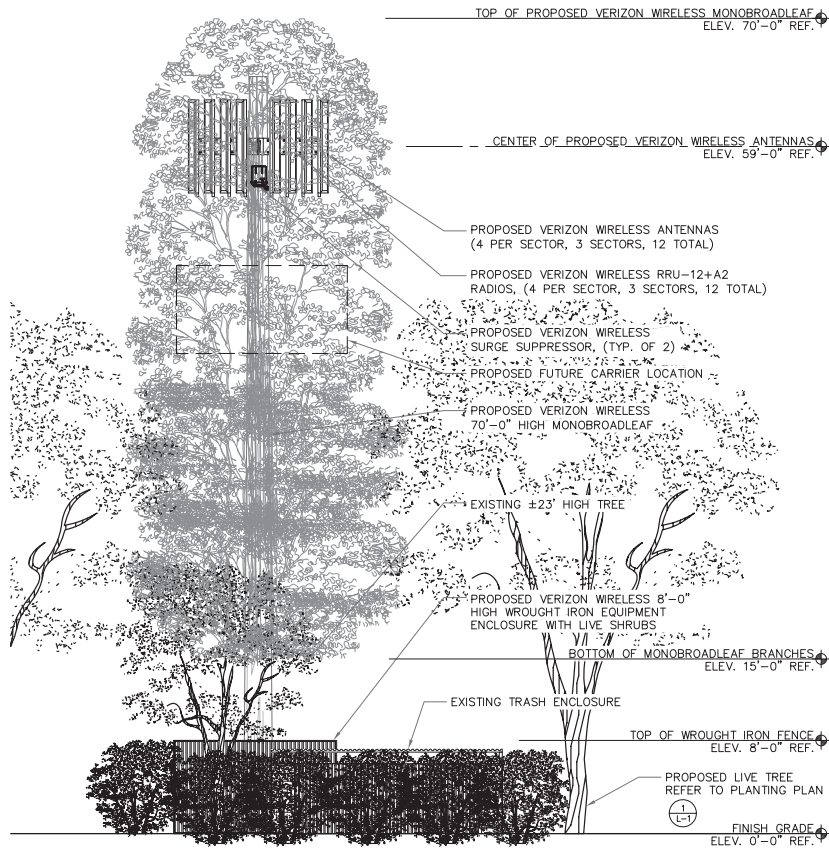 TOP OF PROPOSED VERIZON WIRELESS MONOBROADLEAF
ELEV. 70'-0" REF.
CENTER OF PROPOSED VERIZON WIRELESS ANTENNAS
ELEV. 59'-0" REF.
PROPOSED VERIZON WIRELESS ANTENNAS
(4 PER SECTOR, 3 SECTORS, 12 TOTAL)
PROPOSED VERIZON WIRELESS RRU-12+A2
RADIOS, (4 PER SECTOR, 3 SECTORS, 12 TOTAL)
PROPOSED VERIZON WIRELESS
SURGE SUPPRESSOR, (TYP. OF 2)
PROPOSED FUTURE CARRIER LOCATION
PROPOSED VERIZON WIRELESS
70'-0" HIGH MONOBROADLEAF
EXISTING ±23' HIGH TREE
PROPOSED VERIZON WIRELESS 8'-0"
HIGH WROUGHT IRON EQUIPMENT
ENCLOSURE WITH LIVE SHRUBS
BOTTOM OF MONOBROADLEAF BRANCHES
ELEV. 15'-0" REF.
EXISTING TRASH ENCLOSURE
TOP OF WROUGHT IRON FENCE
ELEV. 8'-0" REF.
PROPOSED LIVE TREE
REFER TO PLANTING PLAN
1
L-1
FINISH GRADE
ELEV. 0'-0" REF.